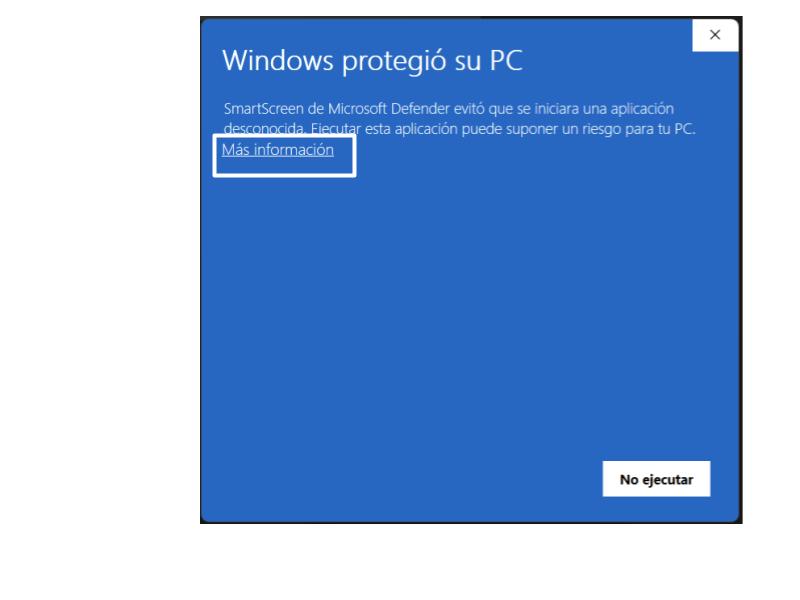 Windows protegió su PC
SmartScreen de Microsoft Defender evitó que se iniciara una aplicación
desconocida. Ejecutar esta aplicación puede suponer un riesgo para tu PC.
Más información
No ejecutar